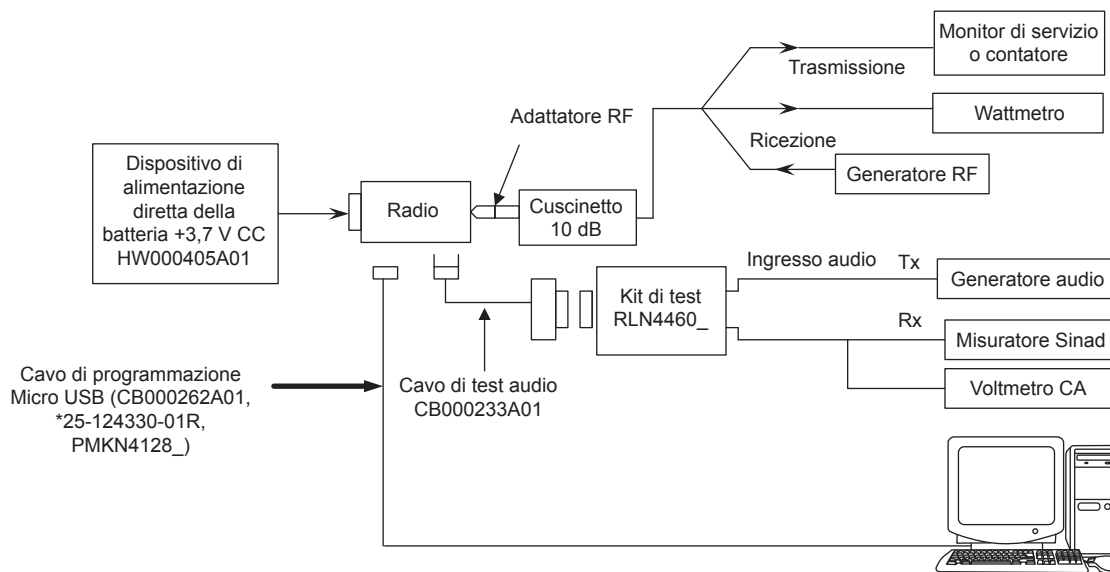 Monitor di servizio
o contatore
Trasmissione
Adattatore RF
Wattmetro
Ricezione
Generatore RF
Dispositivo di
alimentazione
diretta della
batteria +3,7 V CC
HW000405A01
Radio
Cuscinetto
10 dB
Ingresso audio
Tx
Generatore audio
Kit di test
RLN4460_
Rx
Misuratore Sinad
Voltmetro CA
Cavo di programmazione
Micro USB (CB000262A01,
*25-124330-01R,
PMKN4128_)
Cavo di test audio
CB000233A01